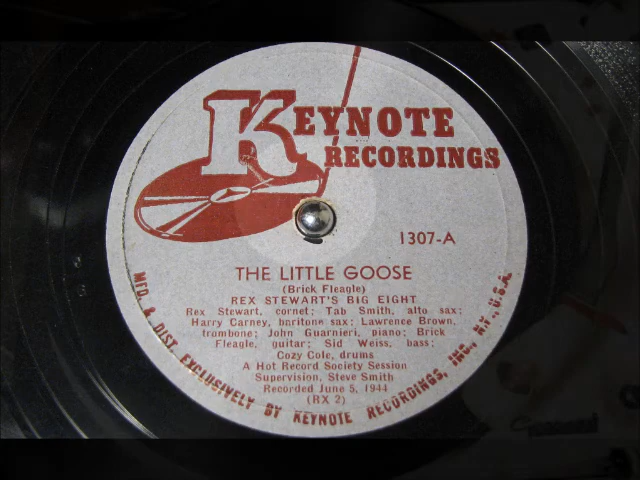 KEYNOTE
RECORDINGS
1307-A
THE LITTLE GOOSE
(Brick Fleagle)
REX STEWART'S BIG EIGHT
Rex Stewart, cornet; Tab Smith, alto sax;
Harry Carney, baritone sax; Lawrence Brown,
trombone; John Guarnieri, piano; Brick
Fleagle, guitar; Sid Weiss, bass;
Cozy Cole, drums
A Hot Record Society Session
Supervision, Steve Smith
Recorded June 5, 1944
(RX 2)
MFD. & DIST. EXCLUSIVELY BY KEYNOTE RECORDINGS, INC., N.Y., U.S.A.